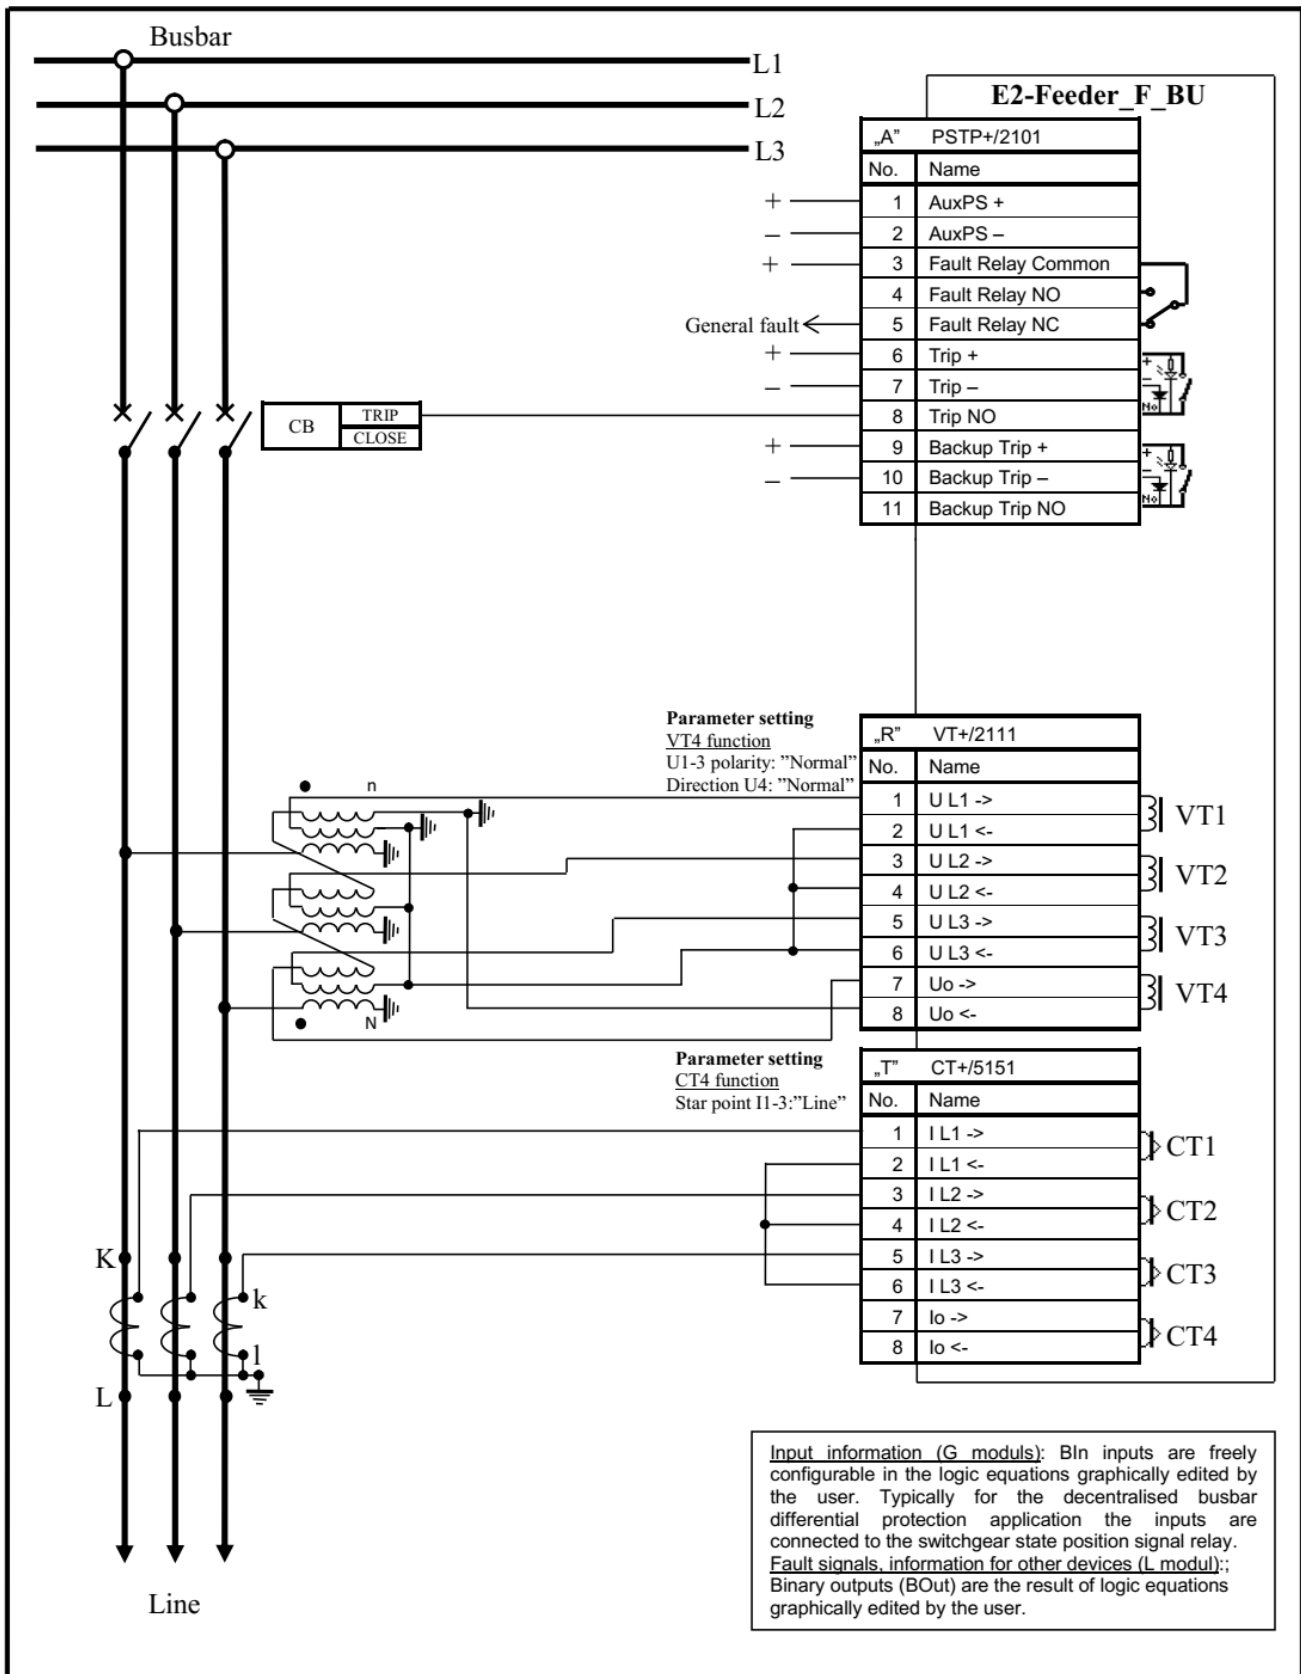 Busbar
L1
L2
L3
E2-Feeder_F_BU
„A” PSTP+/2101
No. Name
+ 1 AuxPS +
– 2 AuxPS –
+ 3 Fault Relay Common
4 Fault Relay NO
General fault 5 Fault Relay NC
+ 6 Trip +
– 7 Trip –
8 Trip NO
+ 9 Backup Trip +
– 10 Backup Trip –
11 Backup Trip NO
+
–
No
+
–
No
CB TRIP
CLOSE
Parameter setting
VT4 function
U1-3 polarity: ”Normal”
Direction U4: ”Normal”
„R” VT+/2111
No. Name
1 U L1 ->
2 U L1 <-
3 U L2 ->
4 U L2 <-
5 U L3 ->
6 U L3 <-
7 Uo ->
8 Uo <-
VT1
VT2
VT3
VT4
n
N
Parameter setting
CT4 function
Star point I1-3:”Line”
„T” CT+/5151
No. Name
1 I L1 ->
2 I L1 <-
3 I L2 ->
4 I L2 <-
5 I L3 ->
6 I L3 <-
7 Io ->
8 Io <-
CT1
CT2
CT3
CT4
K
k
l
L
Line
Input information (G moduls): BIn inputs are freely
configurable in the logic equations graphically edited by
the user. Typically for the decentralised busbar
differential protection application the inputs are
connected to the switchgear state position signal relay.
Fault signals, information for other devices (L modul):;
Binary outputs (BOut) are the result of logic equations
graphically edited by the user.